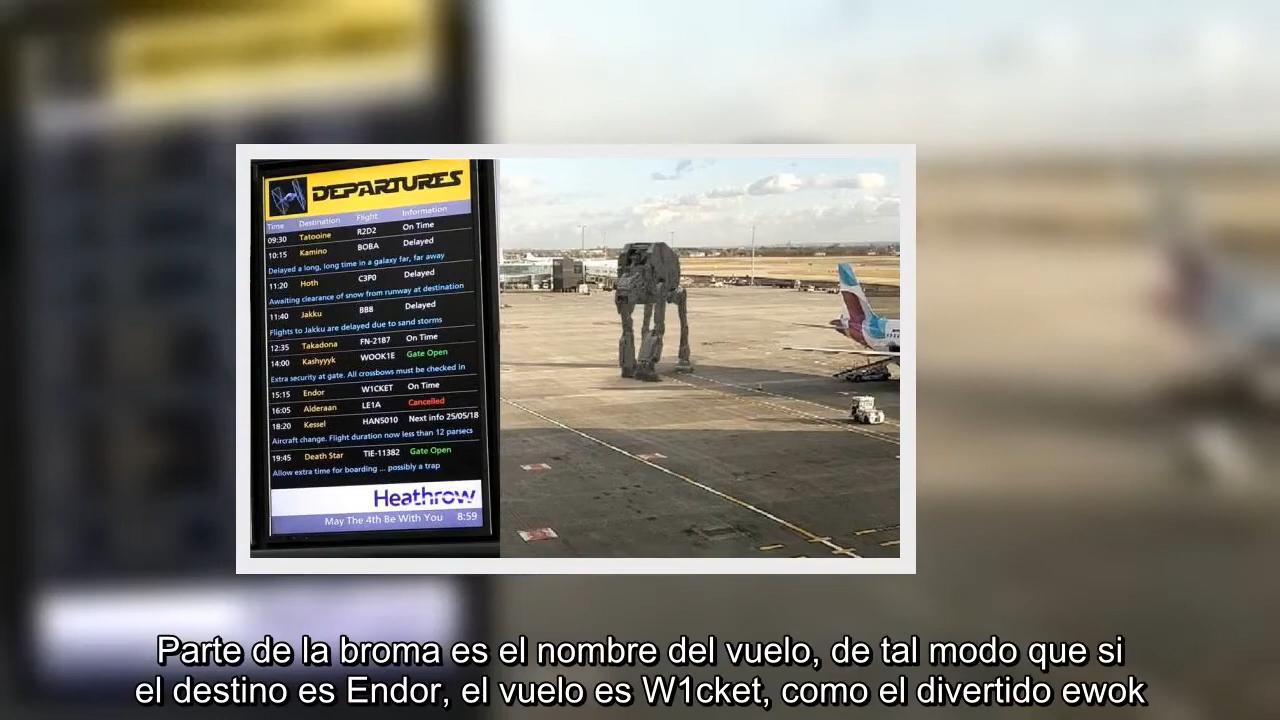 DEPARTURES
Time Destination Flight Information
09:30 Tatooine R2D2 On Time
10:15 Kamino BOBA Delayed
Delayed a long, long time in a galaxy far, far away
11:20 Hoth C3P0 Delayed
Awaiting clearance of snow from runway at destination
11:40 Jakku BB8 Delayed
Flights to Jakku are delayed due to sand storms
12:35 Takadona FN-2187 On Time
14:00 Kashyyyk WOOK1E Gate Open
Extra security at gate. All crossbows must be checked in
15:15 Endor W1CKET On Time
16:05 Alderaan LE1A Cancelled
18:20 Kessel HANS010 Next info 25/05/18
Aircraft change. Flight duration now less than 12 parsecs
19:45 Death Star TIE-11382 Gate Open
Allow extra time for boarding ... possibly a trap
Heathrow
May The 4th Be With You 8:59
Parte de la broma es el nombre del vuelo, de tal modo que si
el destino es Endor, el vuelo es W1cket, como el divertido ewok